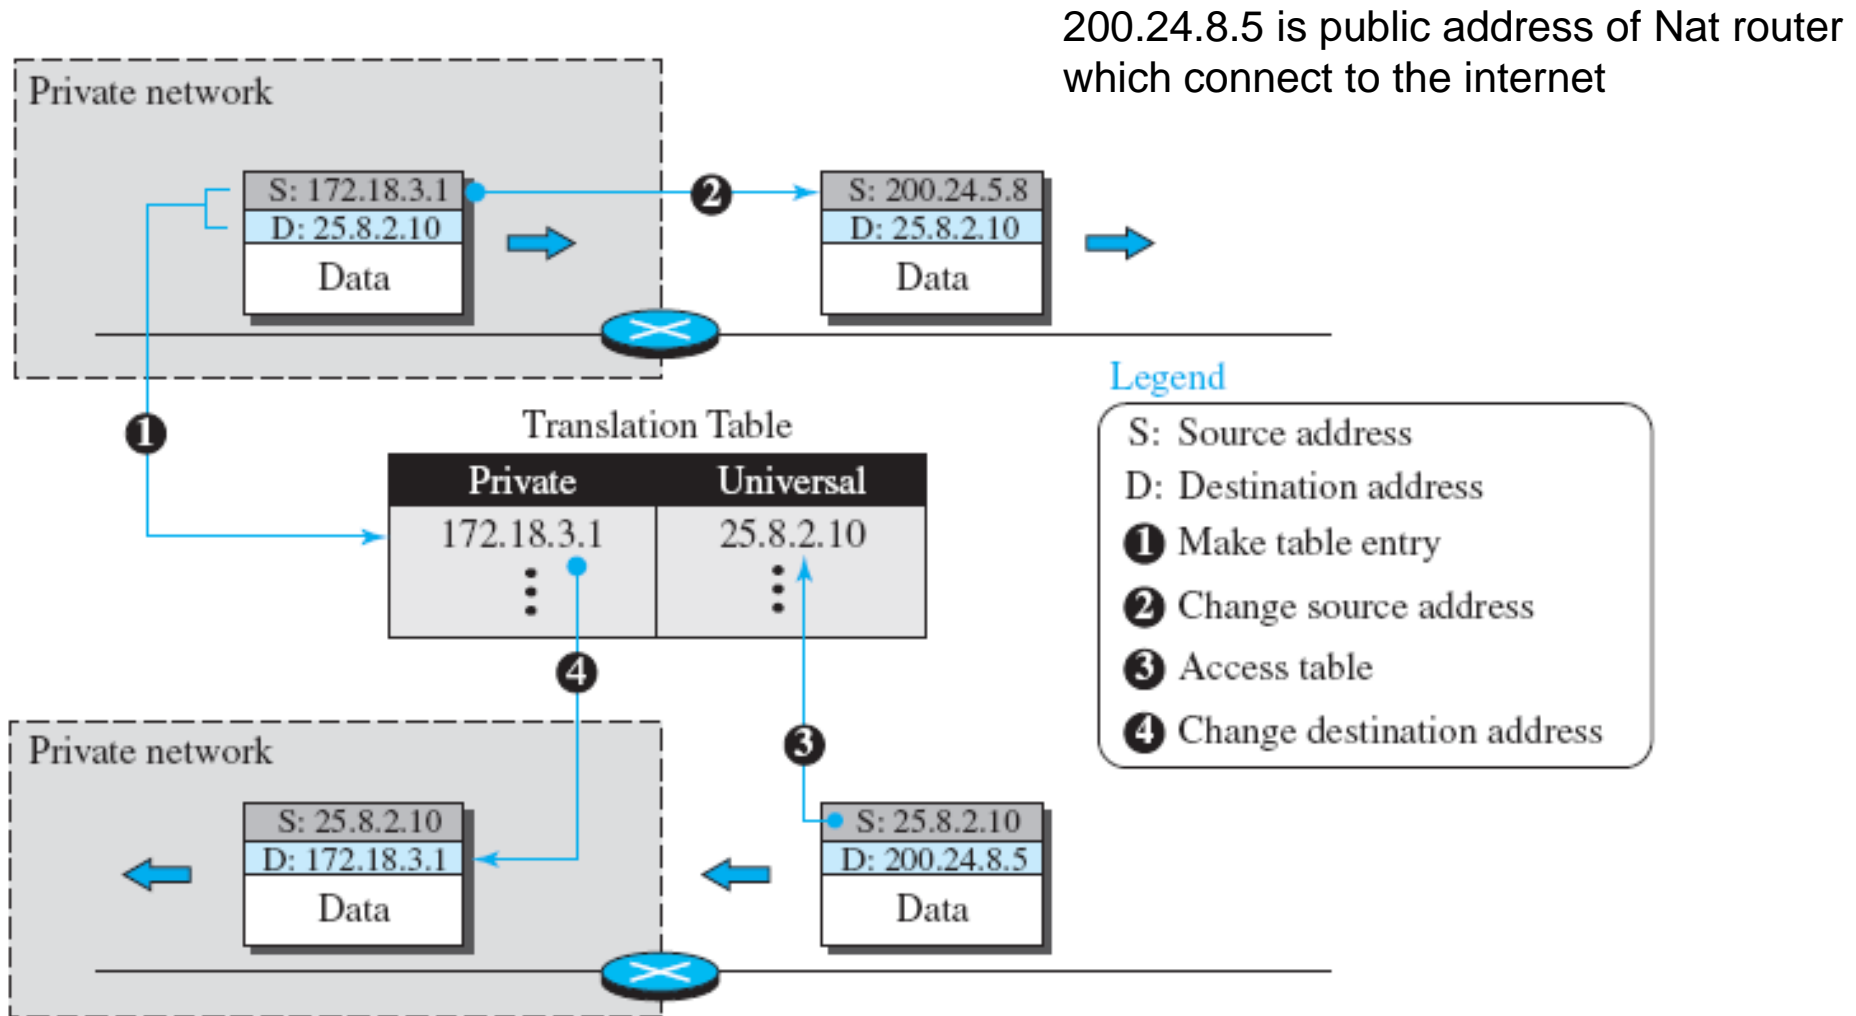 200.24.8.5 is public address of Nat router
which connect to the internet
Private network
S: 172.18.3.1
D: 25.8.2.10
Data
2
S: 200.24.5.8
D: 25.8.2.10
Data
1
Translation Table
Private Universal
172.18.3.1 25.8.2.10
4
3
Legend
S: Source address
D: Destination address
1 Make table entry
2 Change source address
3 Access table
4 Change destination address
Private network
S: 25.8.2.10
D: 172.18.3.1
Data
S: 25.8.2.10
D: 200.24.8.5
Data